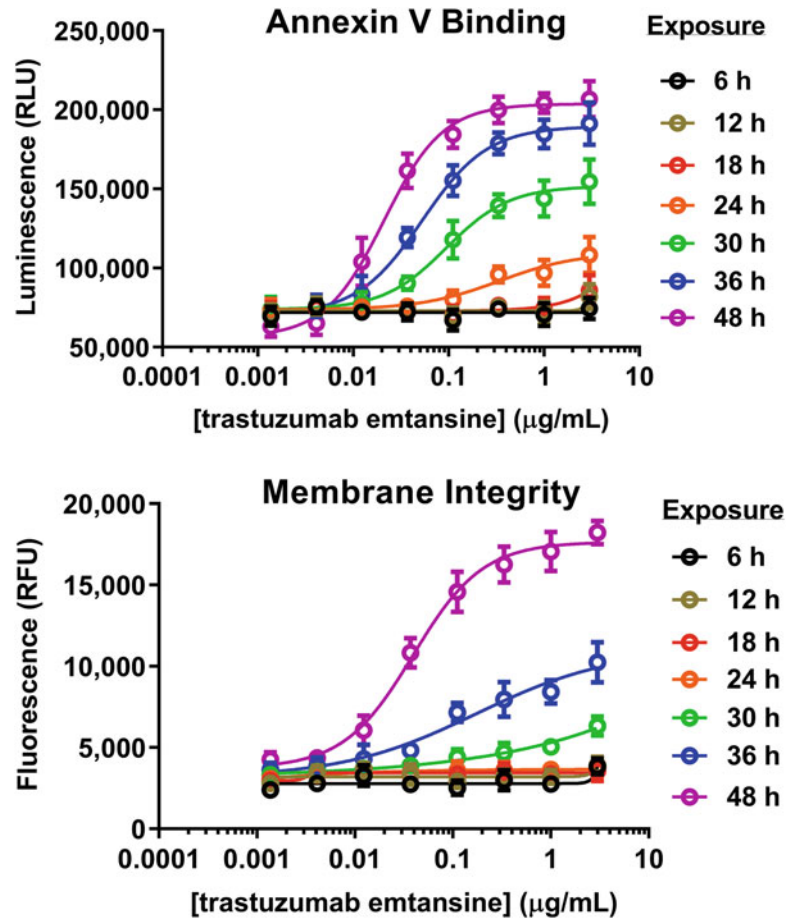 Annexin V Binding
Luminescence (RLU)
250,000
200,000
150,000
100,000
50,000
0.0001 0.001 0.01 0.1 1 10
[trastuzumab emtansine] (μg/mL)
Exposure
6 h
12 h
18 h
24 h
30 h
36 h
48 h
Membrane Integrity
Fluorescence (RFU)
20,000
15,000
10,000
5,000
0
0.0001 0.001 0.01 0.1 1 10
[trastuzumab emtansine] (μg/mL)
Exposure
6 h
12 h
18 h
24 h
30 h
36 h
48 h